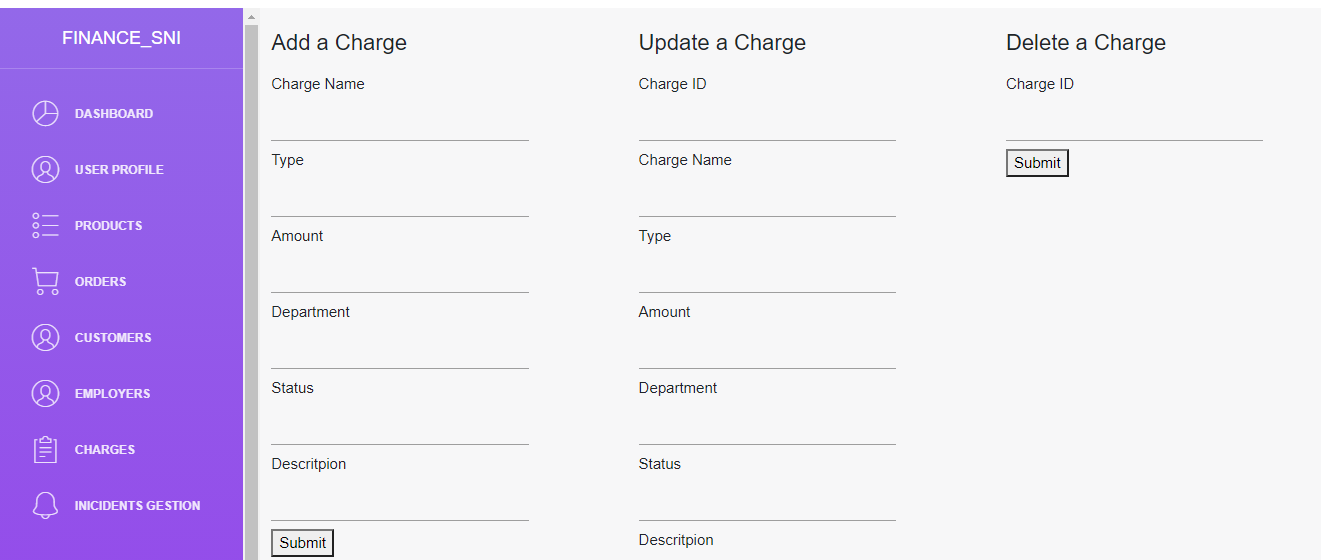 FINANCE_SNI
DASHBOARD
USER PROFILE
PRODUCTS
ORDERS
CUSTOMERS
EMPLOYERS
CHARGES
INICIDENTS GESTION
Add a Charge
Charge Name
Type
Amount
Department
Status
Descritpion
Submit
Update a Charge
Charge ID
Charge Name
Type
Amount
Department
Status
Descritpion
Delete a Charge
Charge ID
Submit